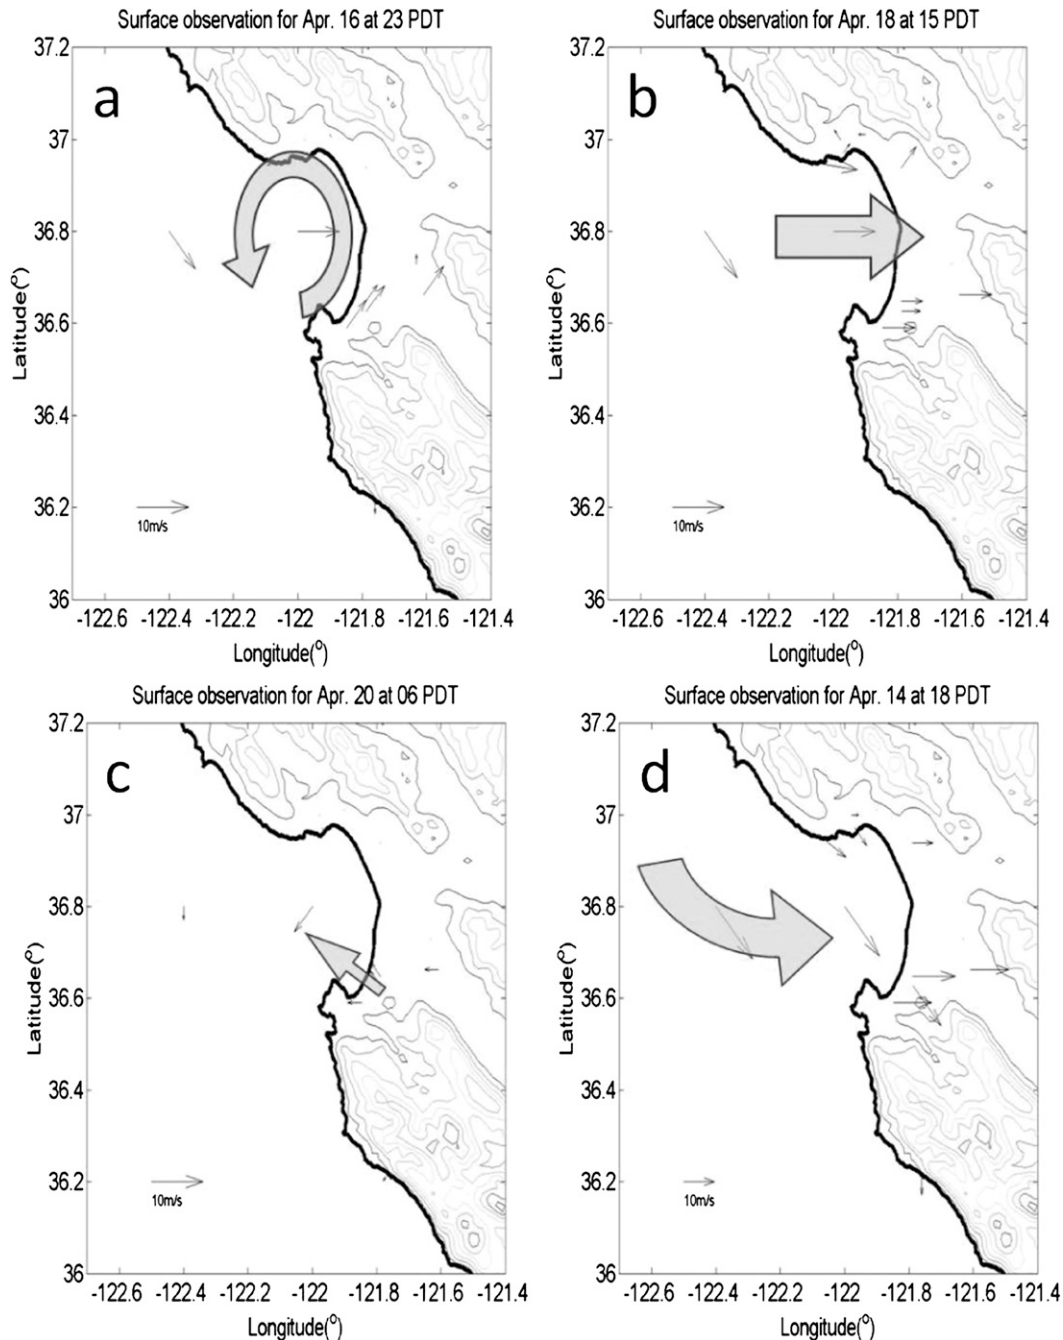 Surface observation for Apr. 16 at 23 PDT
a
37.2
37
36.8
36.6
36.4
36.2
36
Latitude(°)
10m/s
-122.6 -122.4 -122.2 -122 -121.8 -121.6 -121.4
Longitude(°)
Surface observation for Apr. 18 at 15 PDT
b
37.2
37
36.8
36.6
36.4
36.2
36
Latitude(°)
10m/s
-122.6 -122.4 -122.2 -122 -121.8 -121.6 -121.4
Longitude(°)
Surface observation for Apr. 20 at 06 PDT
c
37.2
37
36.8
36.6
36.4
36.2
36
Latitude(°)
10m/s
-122.6 -122.4 -122.2 -122 -121.8 -121.6 -121.4
Longitude(°)
Surface observation for Apr. 14 at 18 PDT
d
37.2
37
36.8
36.6
36.4
36.2
36
Latitude(°)
10m/s
-122.6 -122.4 -122.2 -122 -121.8 -121.6 -121.4
Longitude(°)